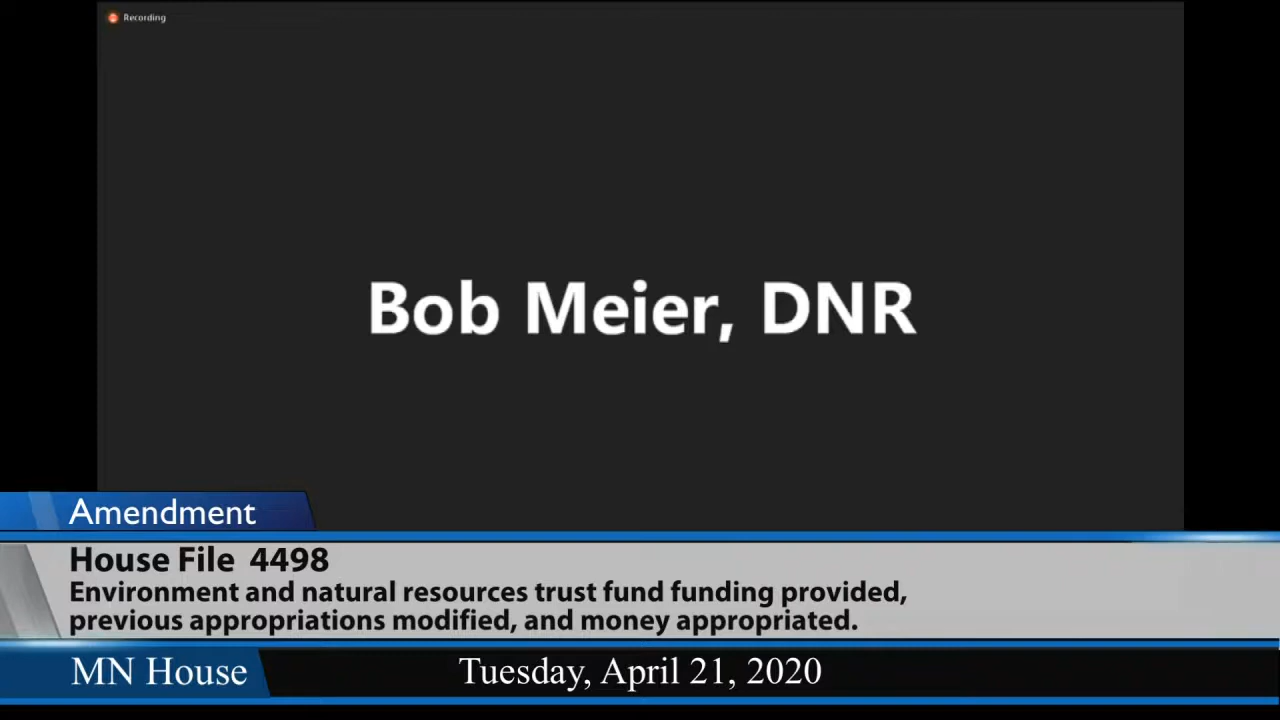 Recording
Bob Meier, DNR
Amendment
House File 4498
Environment and natural resources trust fund funding provided,
previous appropriations modified, and money appropriated.
MN House
Tuesday, April 21, 2020